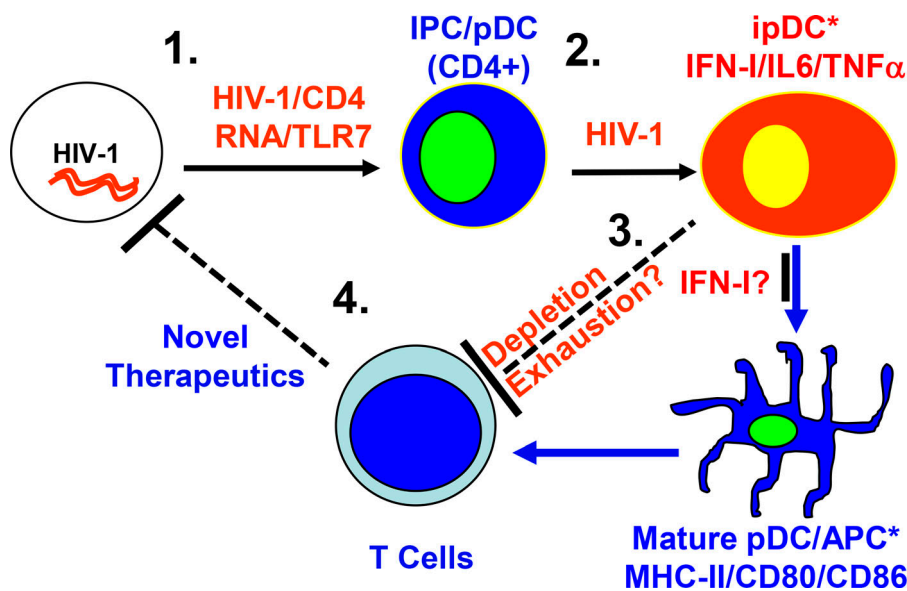 1.
IPC/pDC
(CD4+)
2.
ipDC*
IFN-I/IL6/TNFα
HIV-1
HIV-1/CD4
RNA/TLR7
HIV-1
3.
Depletion
Exhaustion?
IFN-I?
4.
Novel
Therapeutics
T Cells
Mature pDC/APC*
MHC-II/CD80/CD86